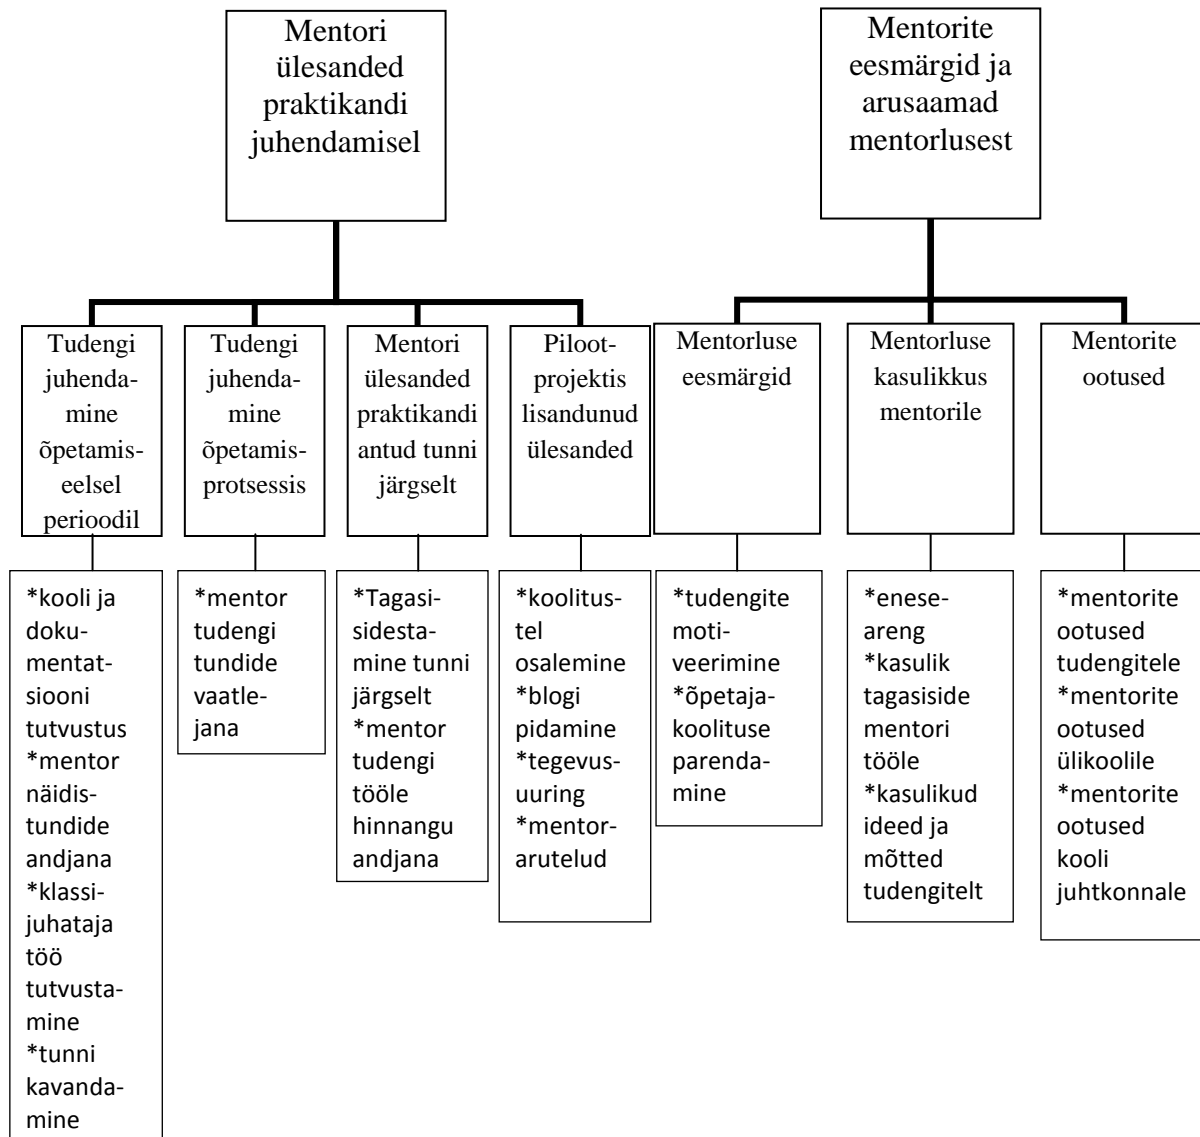 Mentori
ülesanded
praktikandi
juhendamisel
Mentorite
eesmärgid ja
arusaamad
mentorlusest
Tudengi
juhenda-
mine
õpetamis-
eelsel
perioodil
Tudengi
juhenda-
mine
õpetamis-
protsessis
Mentori
ülesanded
praktikandi
antud tunni
järgselt
Piloot-
projektis
lisandunud
ülesanded
Mentorluse
eesmärgid
Mentorluse
kasulikkus
mentorile
Mentorite
ootused
*kooli ja
doku-
mentat-
siooni
tutvustus
*mentor
näidis-
tundide
andjana
*klassi-
juhataja
töö
tutvusta-
mine
*tunni
kavanda-
mine
*mentor
tudengi
tundide
vaatle-
jana
*Tagasi-
sidesta-
mine tunni
järgselt
*mentor
tudengi
tööle
hinnangu
andjana
*koolitus-
tel
osalemine
*blogi
pidamine
*tegevus-
uuring
*mentor-
arutelud
*tudengite
moti-
veerimine
*õpetaja-
koolituse
parenda-
mine
*enese-
areng
*kasulik
tagasiside
mentori
tööle
*kasulikud
ideed ja
mõtted
tudengitelt
*mentorite
ootused
tudengitele
*mentorite
ootused
ülikoolile
*mentorite
ootused
kooli
juhtkonnale